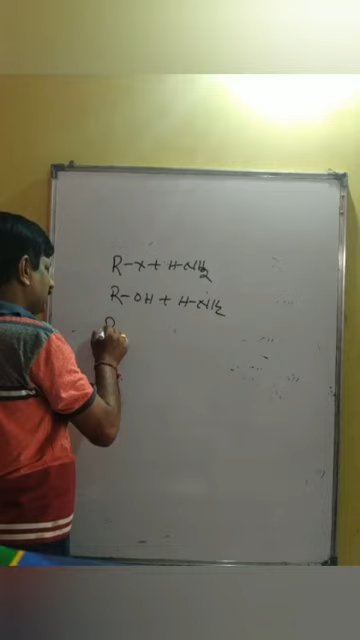 R-X + H-NH2
R-OH + H-NH2
R